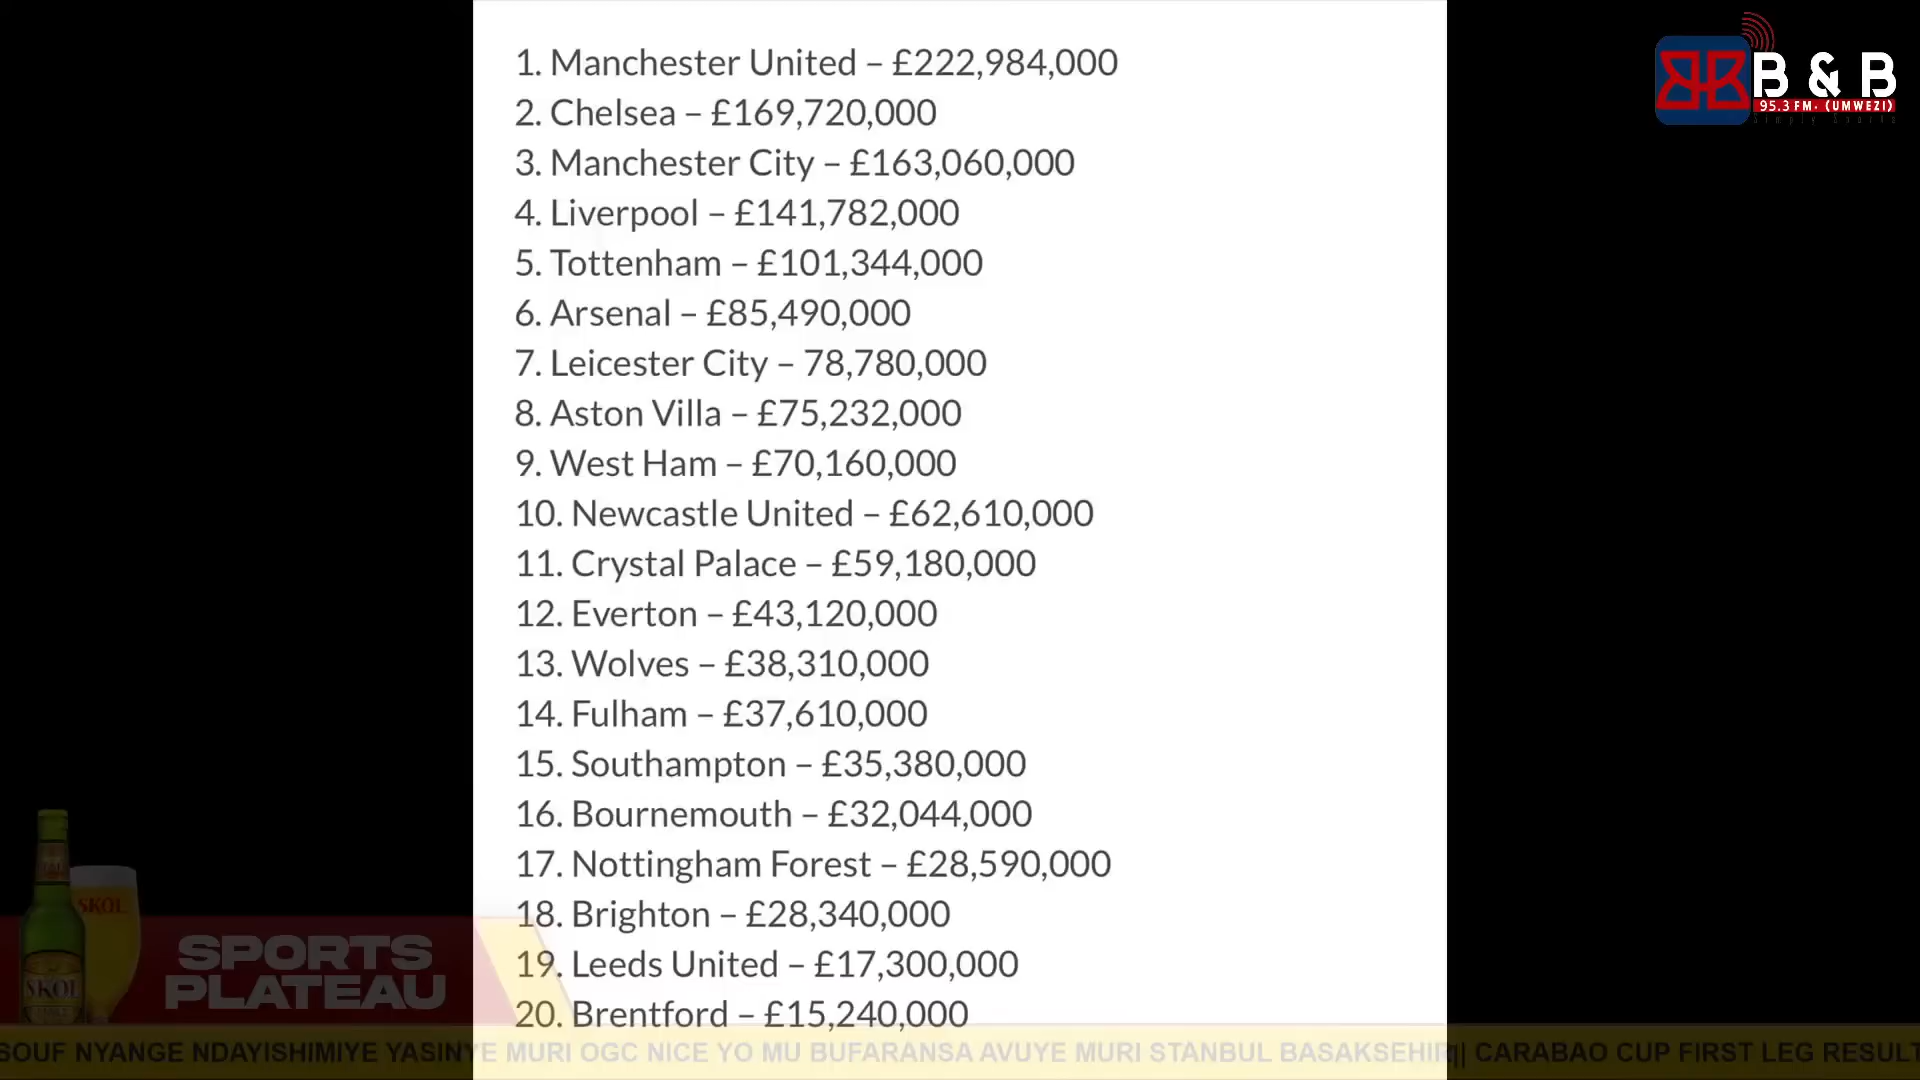 1. Manchester United – £222,984,000
2. Chelsea – £169,720,000
3. Manchester City – £163,060,000
4. Liverpool – £141,782,000
5. Tottenham – £101,344,000
6. Arsenal – £85,490,000
7. Leicester City – 78,780,000
8. Aston Villa – £75,232,000
9. West Ham – £70,160,000
10. Newcastle United – £62,610,000
11. Crystal Palace – £59,180,000
12. Everton – £43,120,000
13. Wolves – £38,310,000
14. Fulham – £37,610,000
15. Southampton – £35,380,000
16. Bournemouth – £32,044,000
17. Nottingham Forest – £28,590,000
18. Brighton – £28,340,000
19. Leeds United – £17,300,000
20. Brentford – £15,240,000
B & B
95.3 FM. (UMWEZI)
Simply Sports
SKOL
SKOL
SPORTS
PLATEAU
SOUF NYANGE NDAYISHIMIYE YASINYE MURI OGC NICE YO MU BUFARANSA AVUYE MURI STANBUL BASAKSEHIR || CARABAO CUP FIRST LEG RESULT